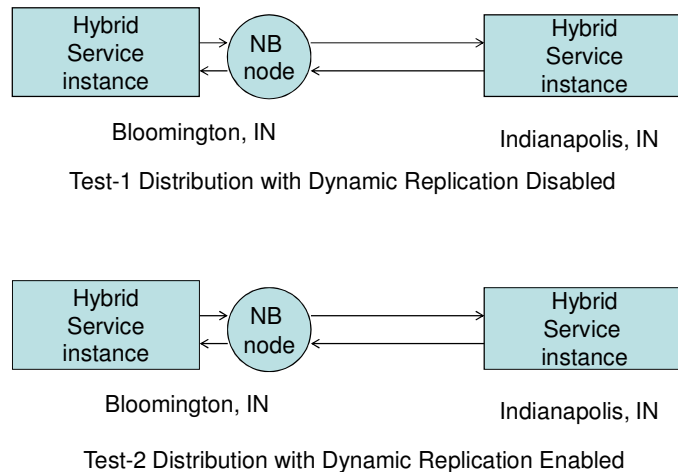 Hybrid
Service
instance
NB
node
Hybrid
Service
instance
Bloomington, IN
Indianapolis, IN
Test-1 Distribution with Dynamic Replication Disabled
Hybrid
Service
instance
NB
node
Hybrid
Service
instance
Bloomington, IN
Indianapolis, IN
Test-2 Distribution with Dynamic Replication Enabled